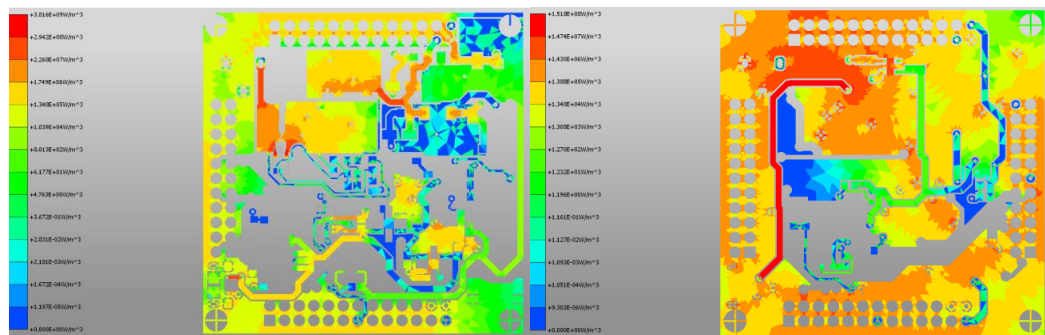 +3.816E+09W/m^3
+2.942E+08W/m^3
+2.268E+07W/m^3
+1.749E+06W/m^3
+1.348E+05W/m^3
+1.039E+04W/m^3
+8.013E+02W/m^3
+6.177E+01W/m^3
+4.763E+00W/m^3
+3.672E-01W/m^3
+2.831E-02W/m^3
+2.181E-03W/m^3
+1.672E-04W/m^3
+1.197E-05W/m^3
+0.000E+00W/m^3
+1.518E+08W/m^3
+1.474E+07W/m^3
+1.430E+06W/m^3
+1.388E+05W/m^3
+1.348E+04W/m^3
+1.308E+03W/m^3
+1.270E+02W/m^3
+1.232E+01W/m^3
+1.196E+00W/m^3
+1.161E-01W/m^3
+1.127E-02W/m^3
+1.093E-03W/m^3
+1.051E-04W/m^3
+9.303E-06W/m^3
+0.000E+00W/m^3